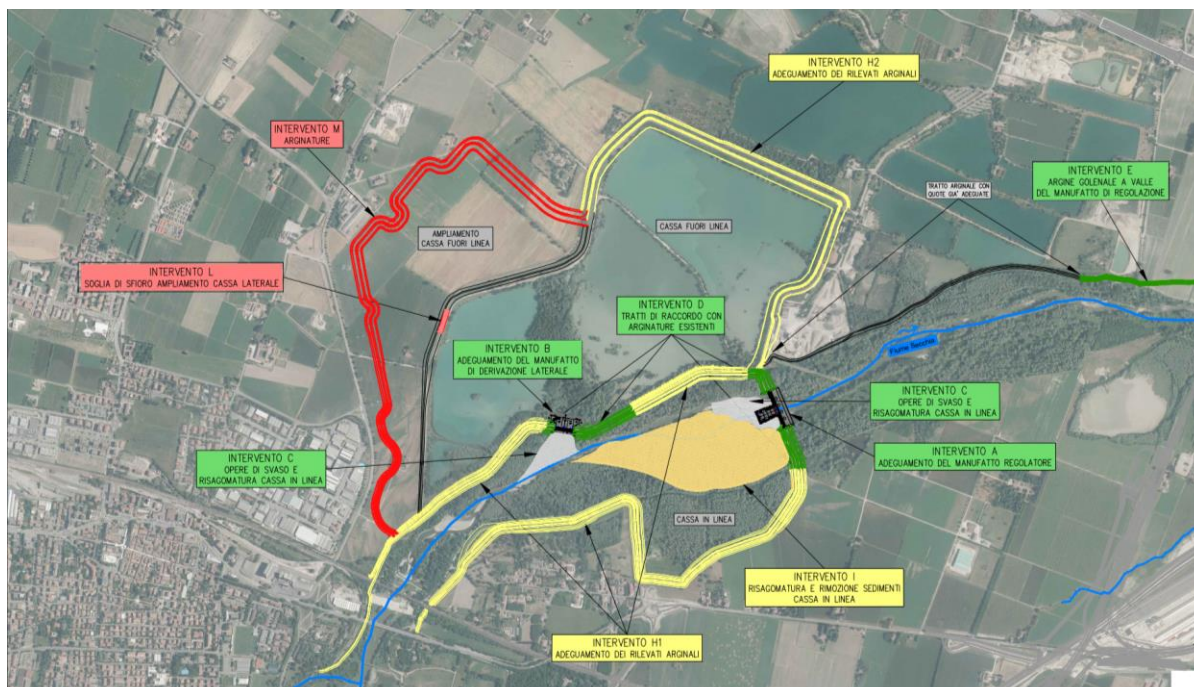 INTERVENTO H2
ADEGUAMENTO DEI RILEVATI ARGINALI
INTERVENTO M
ARGINATURE
INTERVENTO E
ARGINE GOLENALE A VALLE
DEL MANUFATTO DI REGOLAZIONE
TRATTO ARGINALE CON
QUOTE GIA' ADEGUATE
AMPLIAMENTO
CASSA FUORI LINEA
CASSA FUORI LINEA
INTERVENTO L
SOGLIA DI SFIORO AMPLIAMENTO CASSA LATERALE
INTERVENTO D
TRATTI DI RACCORDO CON
ARGINATURE ESISTENTI
INTERVENTO B
ADEGUAMENTO DEL MANUFATTO
DI DERIVAZIONE LATERALE
Fiume Secchia
INTERVENTO C
OPERE DI SVASO E
RISAGOMATURA CASSA IN LINEA
INTERVENTO C
OPERE DI SVASO E
RISAGOMATURA CASSA IN LINEA
INTERVENTO A
ADEGUAMENTO DEL MANUFATTO REGOLATORE
CASSA IN LINEA
INTERVENTO I
RISAGOMATURA E RIMOZIONE SEDIMENTI
CASSA IN LINEA
INTERVENTO H1
ADEGUAMENTO DEI RILEVATI ARGINALI